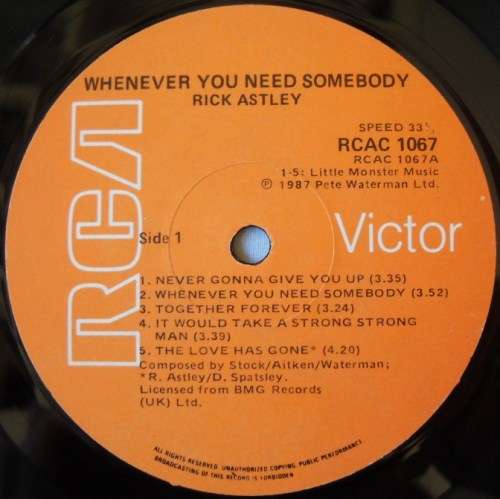 WHENEVER YOU NEED SOMEBODY
RICK ASTLEY
SPEED 33⅓
RCAC 1067
RCAC 1067A
1-5: Little Monster Music
℗ 1987 Pete Waterman Ltd.
RCA
Side 1
Victor
1. NEVER GONNA GIVE YOU UP (3.35)
2. WHENEVER YOU NEED SOMEBODY (3.52)
3. TOGETHER FOREVER (3.24)
4. IT WOULD TAKE A STRONG STRONG
MAN (3.39)
5. THE LOVE HAS GONE* (4.20)
Composed by Stock/Aitken/Waterman;
*R. Astley/D. Spatsley.
Licensed from BMG Records
(UK) Ltd.
ALL RIGHTS RESERVED. UNAUTHORIZED COPYING, PUBLIC PERFORMANCE,
BROADCASTING OF THIS RECORD IS FORBIDDEN